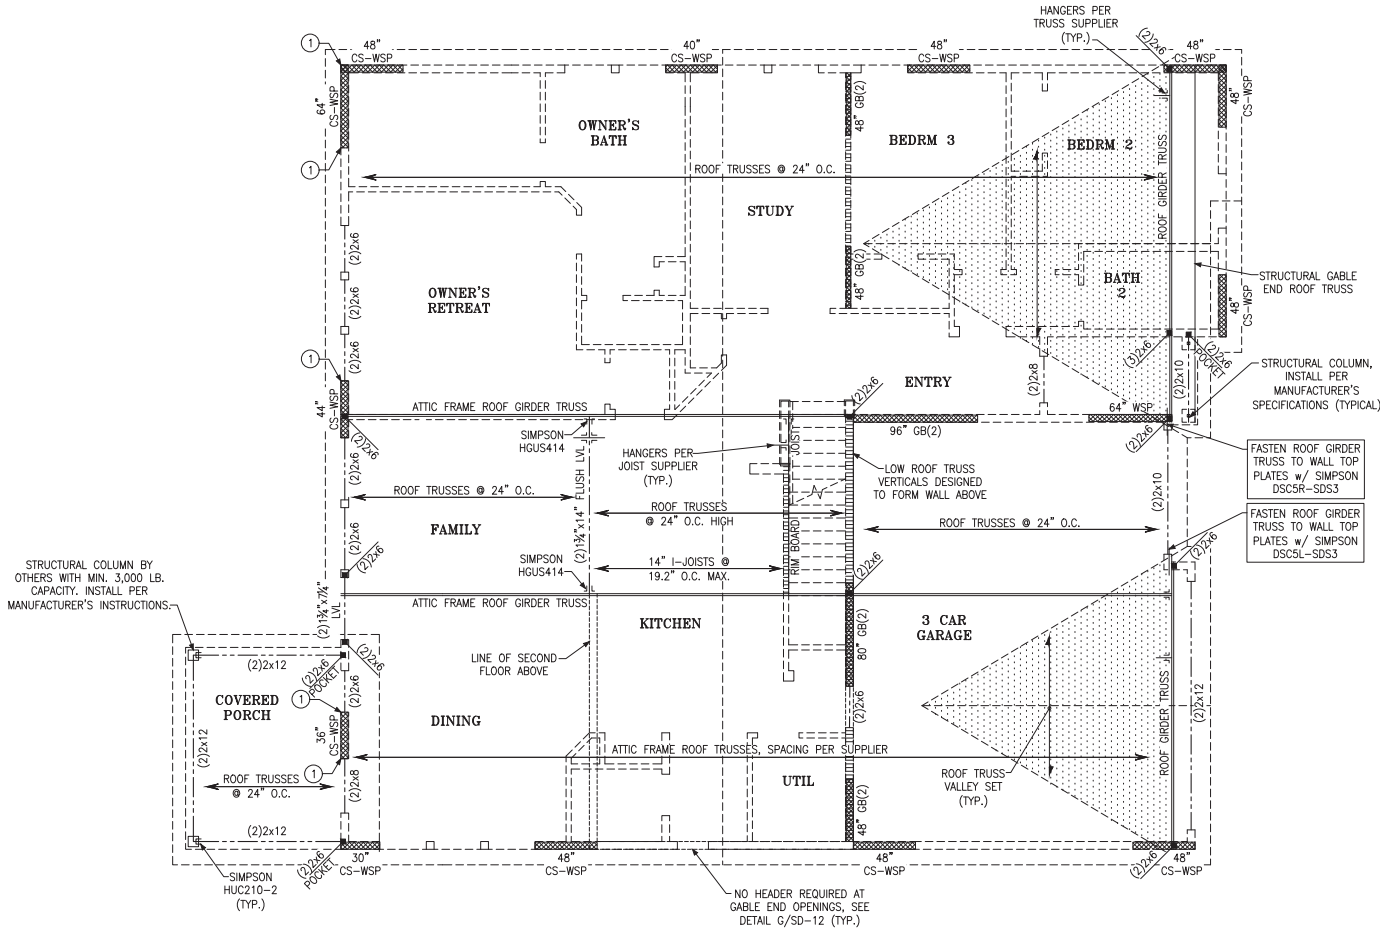 HANGERS PER
TRUSS SUPPLIER
(TYP.)
(2)2x6
1
48"
CS-WSP
40"
CS-WSP
48"
CS-WSP
48"
CS-WSP
64"
CS-WSP
48" GB(2)
48"
CS-WSP
OWNER'S
BATH
BEDRM 3
BEDRM 2
1
ROOF TRUSSES @ 24" O.C.
ROOF GIRDER TRUSS
STUDY
(2)2x6
(2)2x6
(2)2x6
48" GB(2)
OWNER'S
RETREAT
BATH
2
STRUCTURAL GABLE
END ROOF TRUSS
48"
CS-WSP
1
(3)2x6
(2)2x6
POCKET
(2)2x8
(2)2x10
STRUCTURAL COLUMN,
INSTALL PER
MANUFACTURER'S
SPECIFICATIONS (TYPICAL)
ENTRY
(2)2x6
44"
CS-WSP
ATTIC FRAME ROOF GIRDER TRUSS
64" WSP
96" GB(2)
(2)2x6
(2)2x6
SIMPSON
HGUS414
HANGERS PER
JOIST SUPPLIER
(TYP.)
JOIST
LOW ROOF TRUSS
VERTICALS DESIGNED
TO FORM WALL ABOVE
FASTEN ROOF GIRDER
TRUSS TO WALL TOP
PLATES w/ SIMPSON
DSC5R-SDS3
(2)2x6
ROOF TRUSSES @ 24" O.C.
(2)1¾"x14" FLUSH LVL
ROOF TRUSSES
@ 24" O.C. HIGH
(2)2x10
FAMILY
(2)2x6
RIM BOARD
ROOF TRUSSES @ 24" O.C.
FASTEN ROOF GIRDER
TRUSS TO WALL TOP
PLATES w/ SIMPSON
DSC5L-SDS3
(2)2x6
SIMPSON
HGUS414
14" I-JOISTS @
19.2" O.C. MAX.
(2)2x6
(2)2x6
STRUCTURAL COLUMN BY
OTHERS WITH MIN. 3,000 LB.
CAPACITY. INSTALL PER
MANUFACTURER'S INSTRUCTIONS.
(2)1¾"x7¼"
LVL
ATTIC FRAME ROOF GIRDER TRUSS
KITCHEN
80" GB(2)
3 CAR
GARAGE
LINE OF SECOND
FLOOR ABOVE
(2)2x12
(2)2x6
POCKET
(2)2x6
(2)2x6
COVERED
PORCH
1
36"
CS-WSP
DINING
(2)2x6
ROOF GIRDER TRUSS
(2)2x12
(2)2x12
ATTIC FRAME ROOF TRUSSES, SPACING PER SUPPLIER
ROOF TRUSSES
@ 24" O.C.
1
(2)2x8
UTIL
ROOF TRUSS
VALLEY SET
(TYP.)
48" GB(2)
(2)2x12
(2)2x6
POCKET
30"
CS-WSP
48"
CS-WSP
48"
CS-WSP
(2)2x6
48"
CS-WSP
SIMPSON
HUC210-2
(TYP.)
NO HEADER REQUIRED AT
GABLE END OPENINGS, SEE
DETAIL G/SD-12 (TYP.)